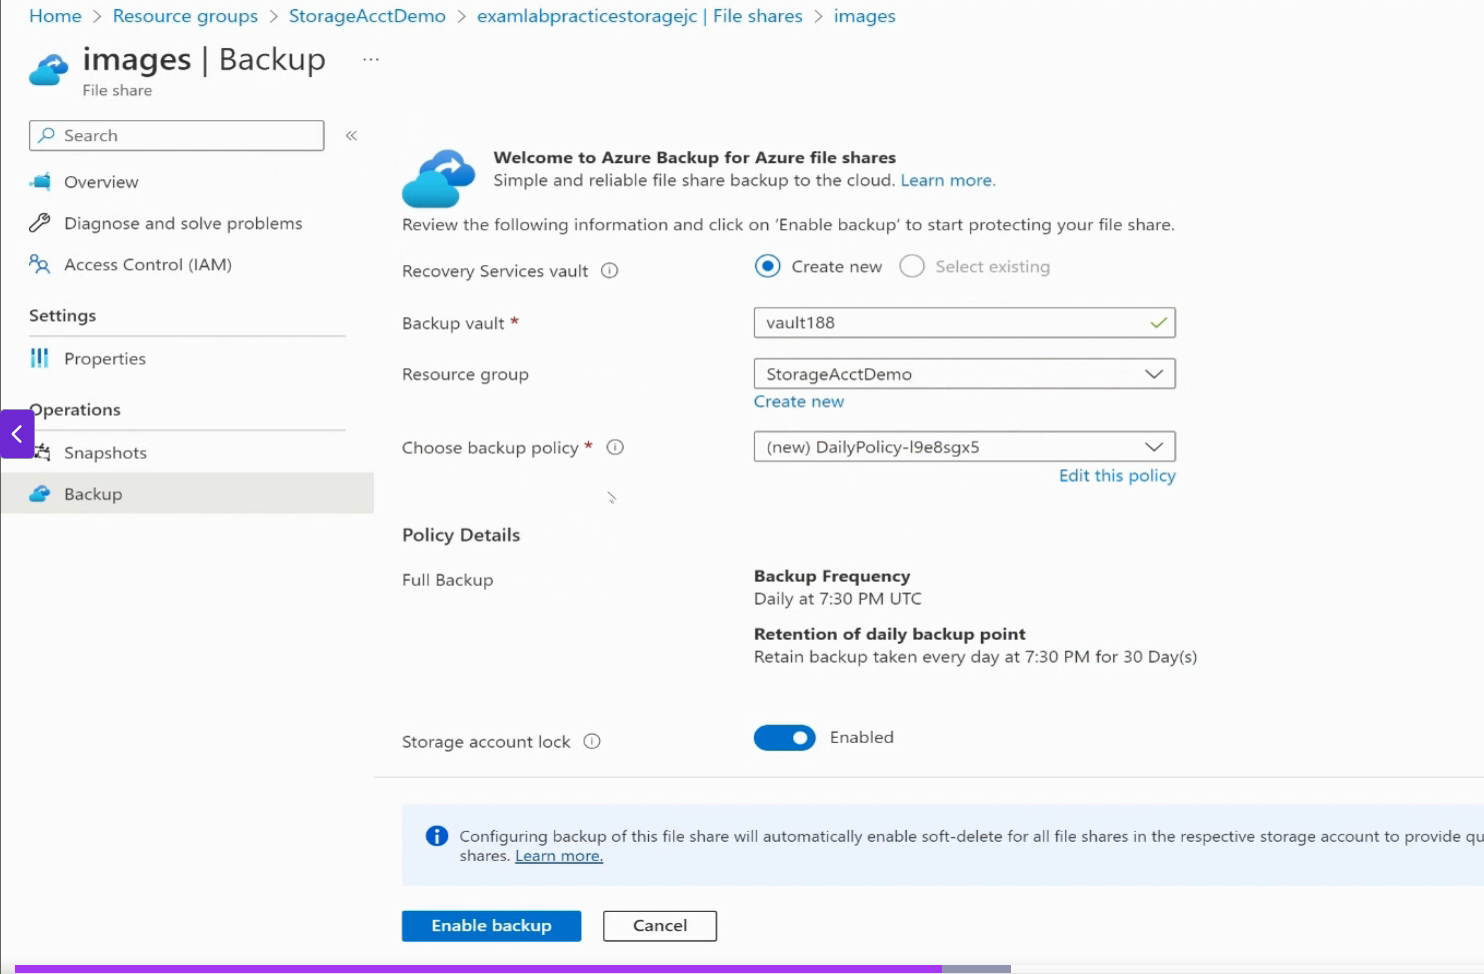 Home > Resource groups > StorageAcctDemo > examlabpracticestoragejc | File shares > images
images | Backup ...
File share
Search
«
Overview
Diagnose and solve problems
Access Control (IAM)
Settings
Properties
Operations
Snapshots
Backup
Welcome to Azure Backup for Azure file shares
Simple and reliable file share backup to the cloud. Learn more.
Review the following information and click on ‘Enable backup’ to start protecting your file share.
Recovery Services vault
Create new
Select existing
Backup vault *
vault188
Resource group
StorageAcctDemo
Create new
Choose backup policy *
(new) DailyPolicy-l9e8sgx5
Edit this policy
Policy Details
Full Backup
Backup Frequency
Daily at 7:30 PM UTC
Retention of daily backup point
Retain backup taken every day at 7:30 PM for 30 Day(s)
Storage account lock
Enabled
Configuring backup of this file share will automatically enable soft-delete for all file shares in the respective storage account to provide qu
shares. Learn more.
Enable backup
Cancel